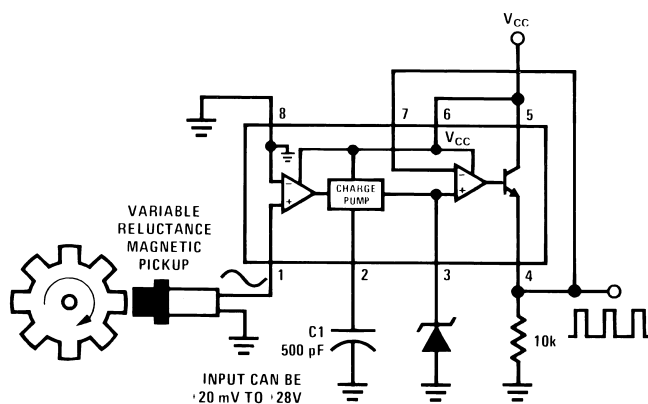 VCC
8
7
6
5
VCC
CHARGE
PUMP
VARIABLE
RELUCTANCE
MAGNETIC
PICKUP
1
2
3
4
C1
500 pF
10k
INPUT CAN BE
20 mV TO 28V
- + - +